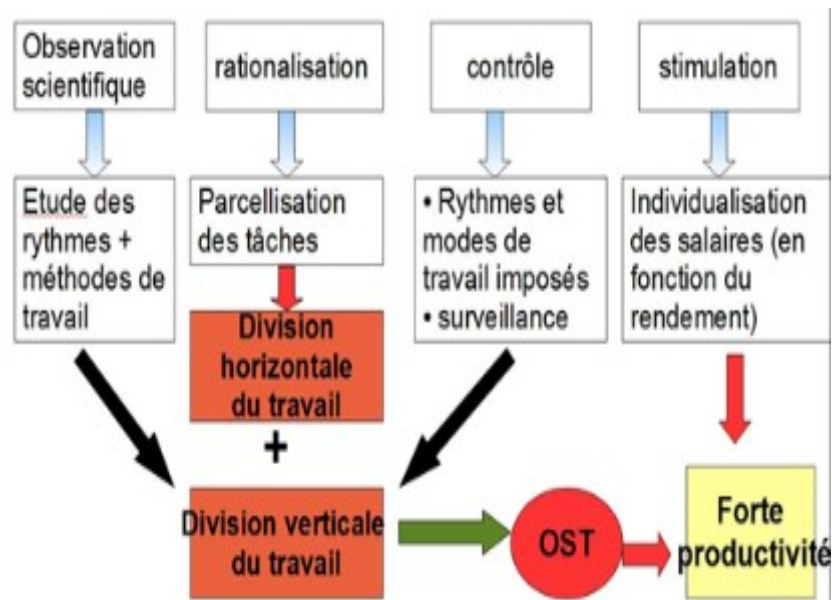 Observation
scientifique
rationalisation
contrôle
stimulation
Etude des
rythmes +
méthodes de
travail
Parcellisation
des tâches
• Rythmes et
modes de
travail imposés
• surveillance
Individualisation
des salaires (en
fonction du
rendement)
Division
horizontale
du travail
+
Division verticale
du travail
OST
Forte
productivité